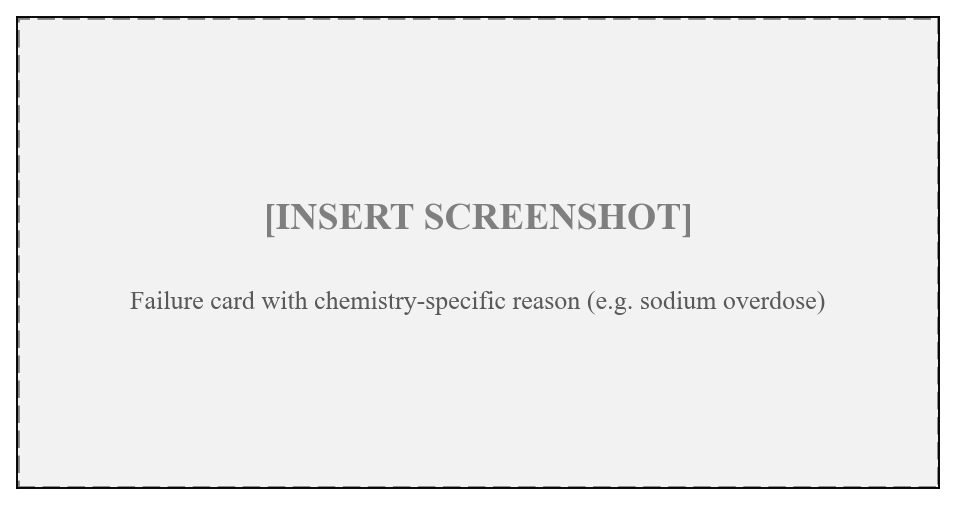 [INSERT SCREENSHOT]
Failure card with chemistry-specific reason (e.g. sodium overdose)